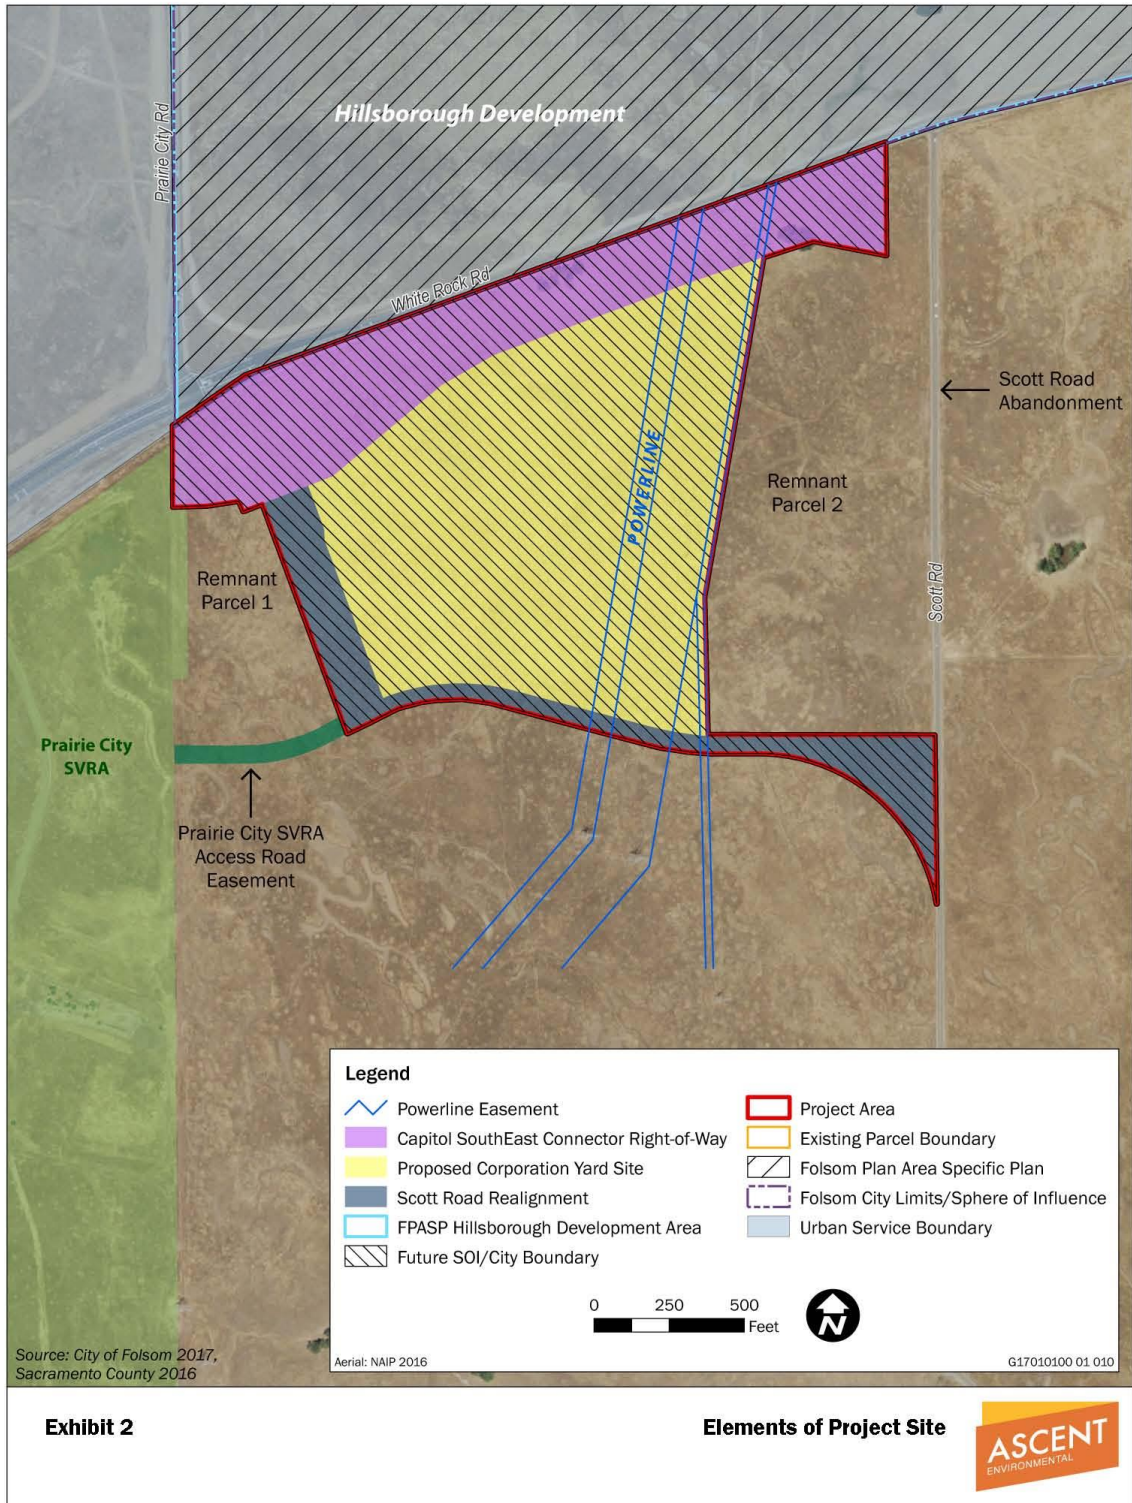 Hillsborough Development
Prairie City Rd
White Rock Rd
Scott Road
Abandonment
POWERLINE
Remnant
Parcel 2
Remnant
Parcel 1
Scott Rd
Prairie City
SVRA
Prairie City SVRA
Access Road
Easement
Legend
Powerline Easement
Capitol SouthEast Connector Right-of-Way
Proposed Corporation Yard Site
Scott Road Realignment
FPASP Hillsborough Development Area
Future SOI/City Boundary
Project Area
Existing Parcel Boundary
Folsom Plan Area Specific Plan
Folsom City Limits/Sphere of Influence
Urban Service Boundary
0 250 500
Feet
N
Source: City of Folsom 2017,
Sacramento County 2016
Aerial: NAIP 2016
G17010100 01 010
Exhibit 2
Elements of Project Site
ASCENT
ENVIRONMENTAL